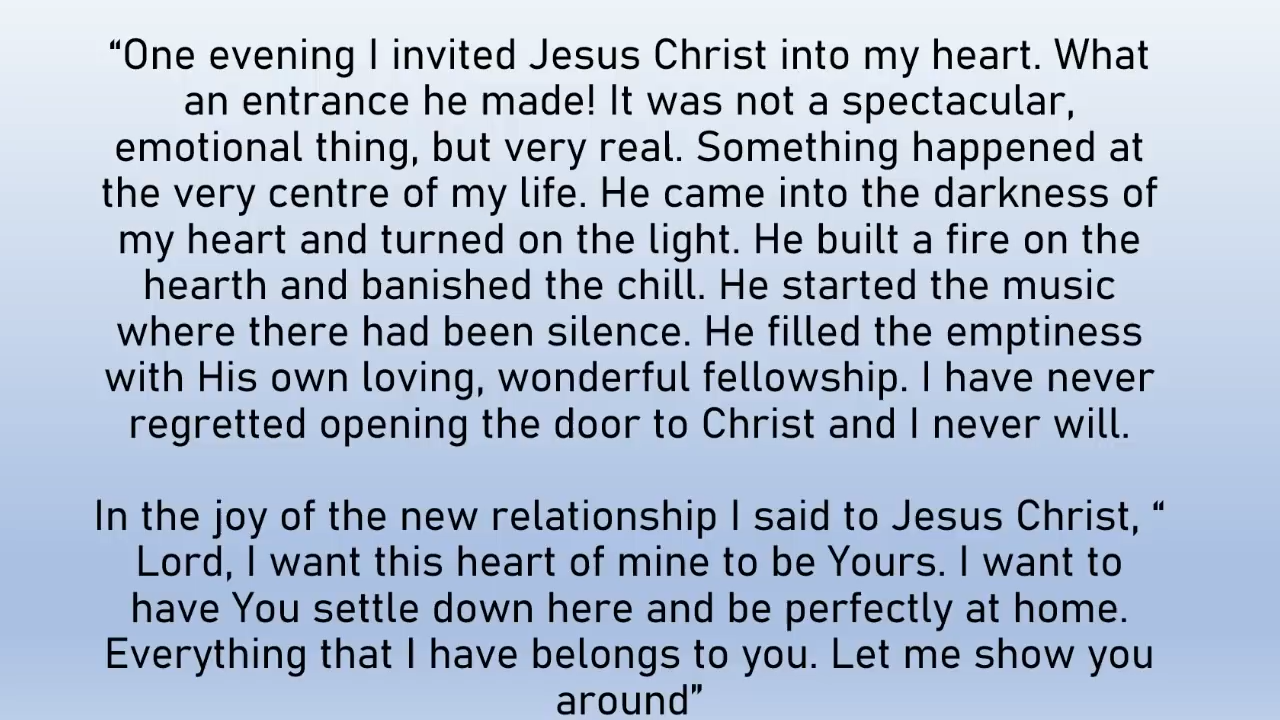 “One evening I invited Jesus Christ into my heart. What
an entrance he made! It was not a spectacular,
emotional thing, but very real. Something happened at
the very centre of my life. He came into the darkness of
my heart and turned on the light. He built a fire on the
hearth and banished the chill. He started the music
where there had been silence. He filled the emptiness
with His own loving, wonderful fellowship. I have never
regretted opening the door to Christ and I never will.
In the joy of the new relationship I said to Jesus Christ, “
Lord, I want this heart of mine to be Yours. I want to
have You settle down here and be perfectly at home.
Everything that I have belongs to you. Let me show you
around”